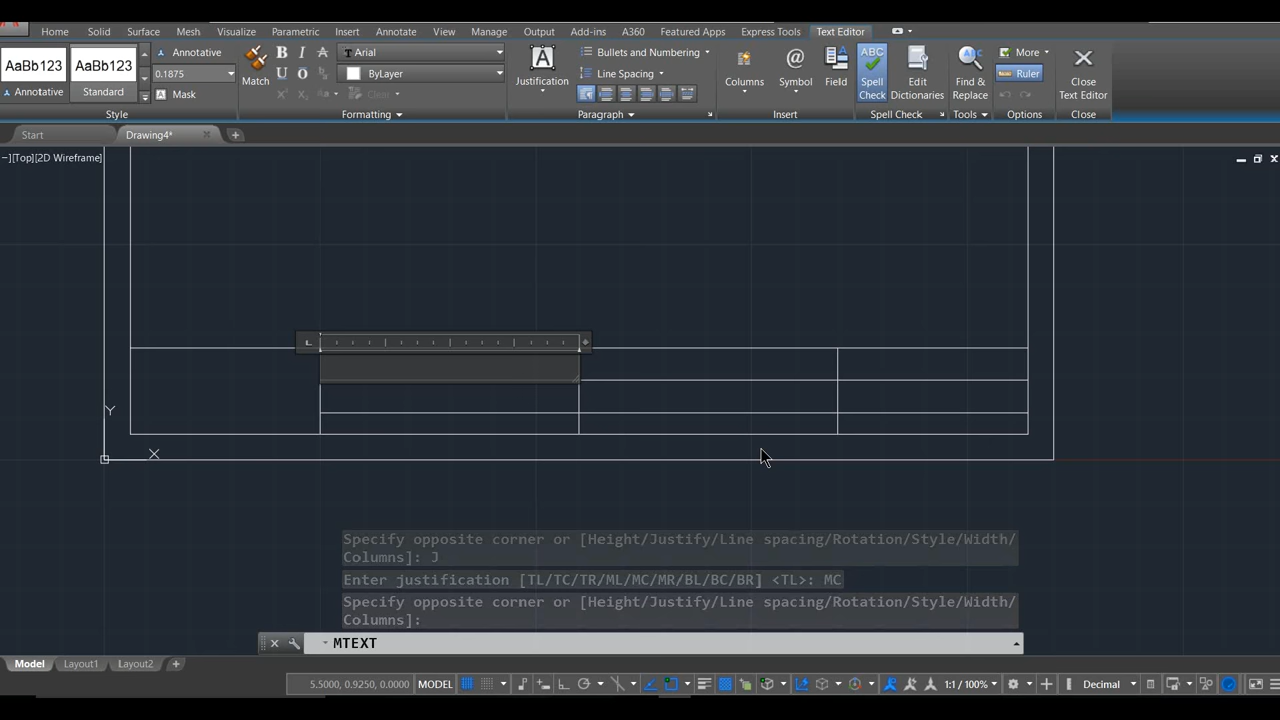 Home Solid Surface Mesh Visualize Parametric Insert Annotate View Manage Output Add-ins A360 Featured Apps Express Tools Text Editor
AaBb123 AaBb123 Annotative
Annotative Standard
0.1875
Mask
Style
Match
B I A Arial
U O ByLayer
Clear
Formatting
Justification
Bullets and Numbering
Line Spacing
Paragraph
Columns
Symbol
@
Field
Insert
ABC
Spell
Check
Edit
Dictionaries
Spell Check
Find &
Replace
Tools
More
Ruler
Options
Close
Text Editor
Close
Start
Drawing4*
−][Top][2D Wireframe]
Y
X
Specify opposite corner or [Height/Justify/Line spacing/Rotation/Style/Width/
Columns]: J
Enter justification [TL/TC/TR/ML/MC/MR/BL/BC/BR] <TL>: MC
Specify opposite corner or [Height/Justify/Line spacing/Rotation/Style/Width/
Columns]:
MTEXT
Model Layout1 Layout2
5.5000, 0.9250, 0.0000 MODEL 1:1 / 100% Decimal